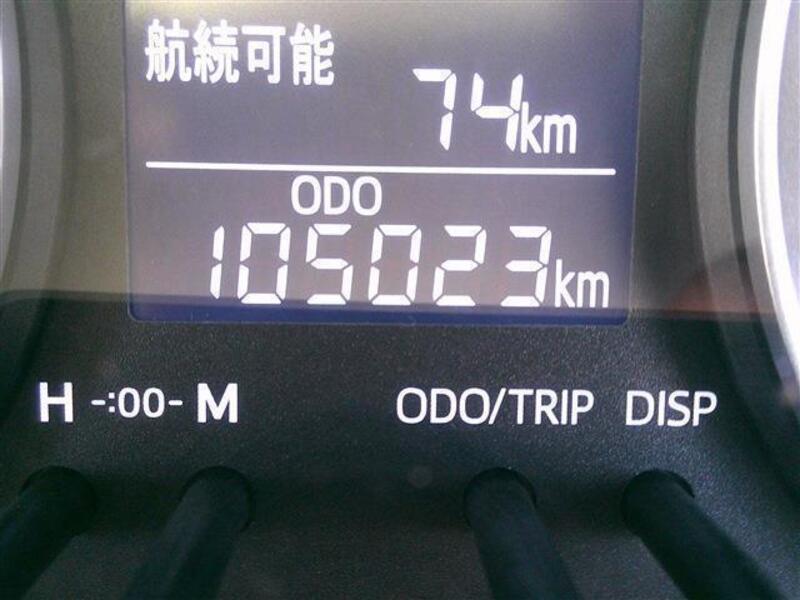 航続可能
74km
ODO
105023km
H -:00- M ODO/TRIP DISP